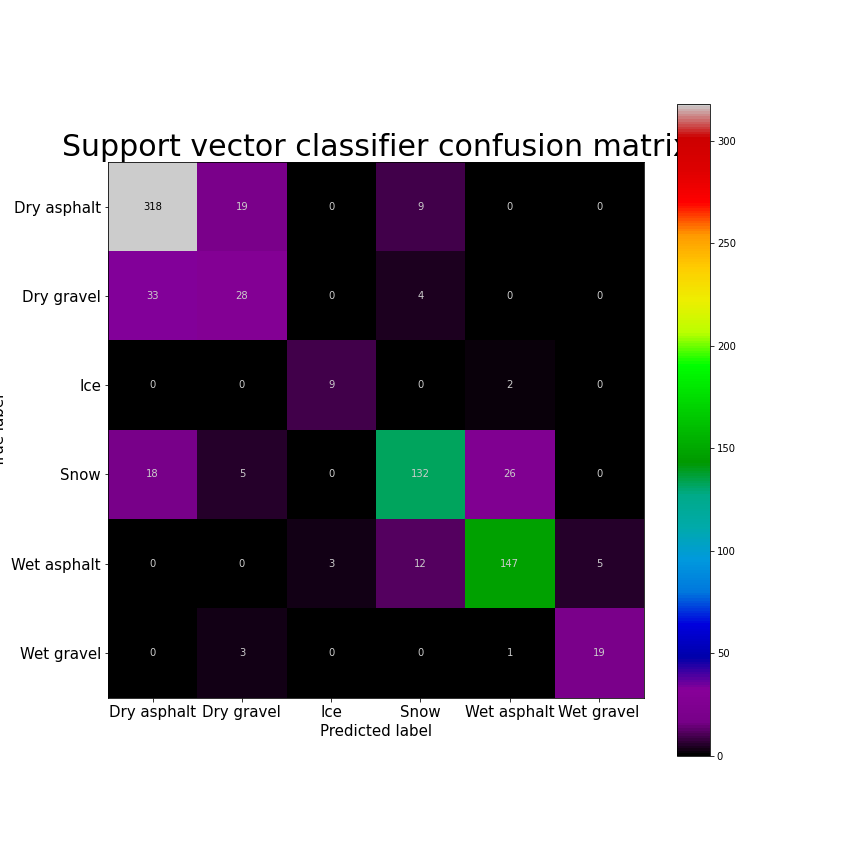 Support vector classifier confusion matrix
Dry asphalt 318 19 0 9 0 0
Dry gravel 33 28 0 4 0 0
Ice 0 0 9 0 2 0
Snow 18 5 0 132 26 0
Wet asphalt 0 0 3 12 147 5
Wet gravel 0 3 0 0 1 19
Dry asphalt Dry gravel Ice Snow Wet asphalt Wet gravel
Predicted label
300
250
200
150
100
50
0